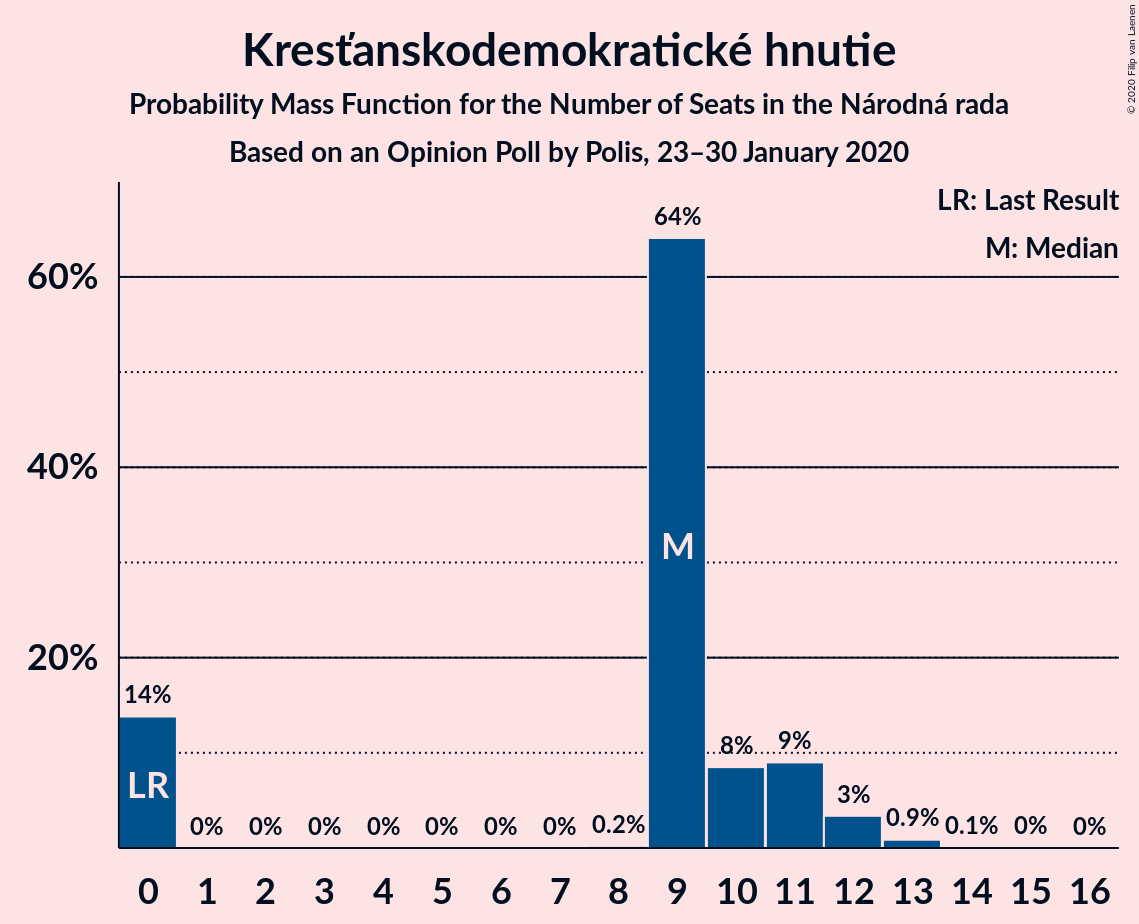 Kresťanskodemokratické hnutie
Probability Mass Function for the Number of Seats in the Národná rada
Based on an Opinion Poll by Polis, 23–30 January 2020
© 2020 Filip van Laenen
LR: Last Result
M: Median
60%
40%
20%
14%
0%
0%
0%
0%
0%
0%
0%
0.2%
64%
8%
9%
3%
0.9%
0.1%
0%
0%
LR
M
0 1 2 3 4 5 6 7 8 9 10 11 12 13 14 15 16